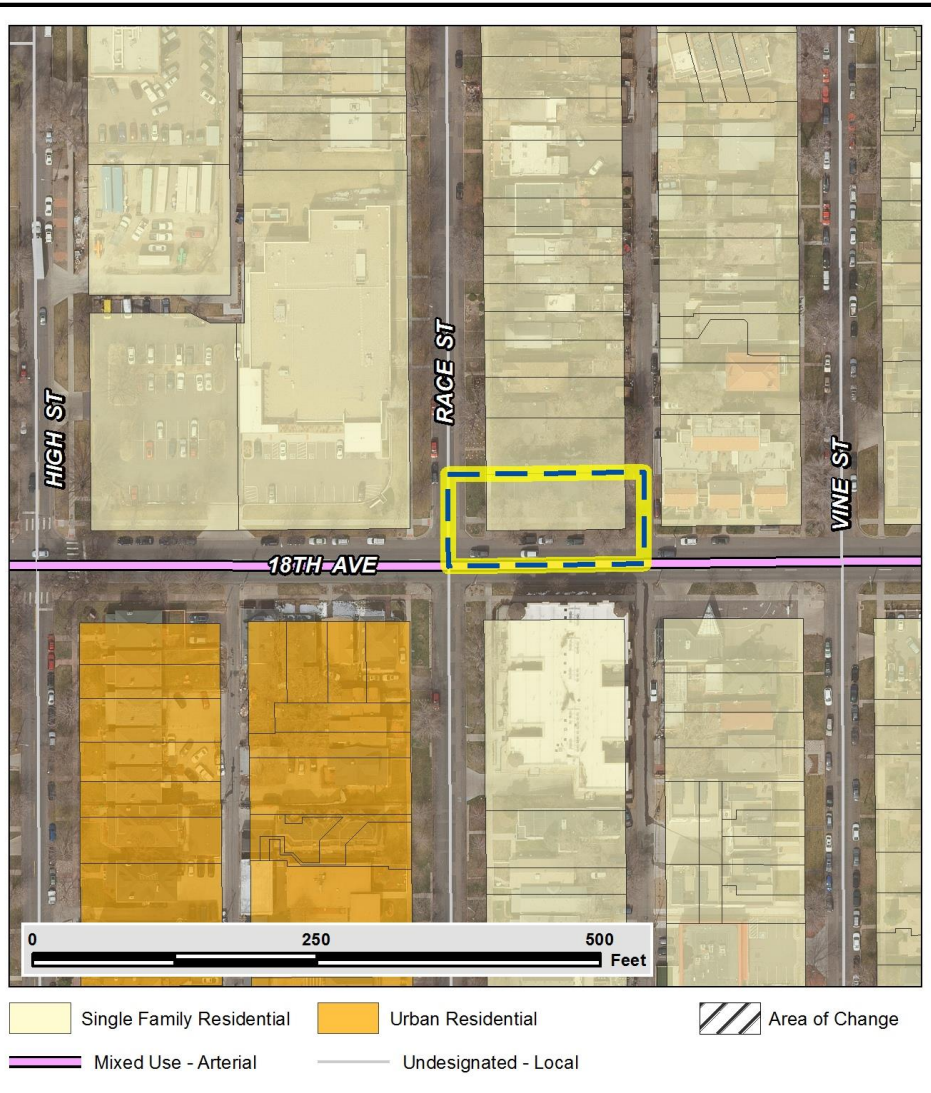 RACE ST
HIGH ST
VINE ST
18TH AVE
0 250 500
Feet
Single Family Residential Urban Residential Area of Change
Mixed Use - Arterial Undesignated - Local